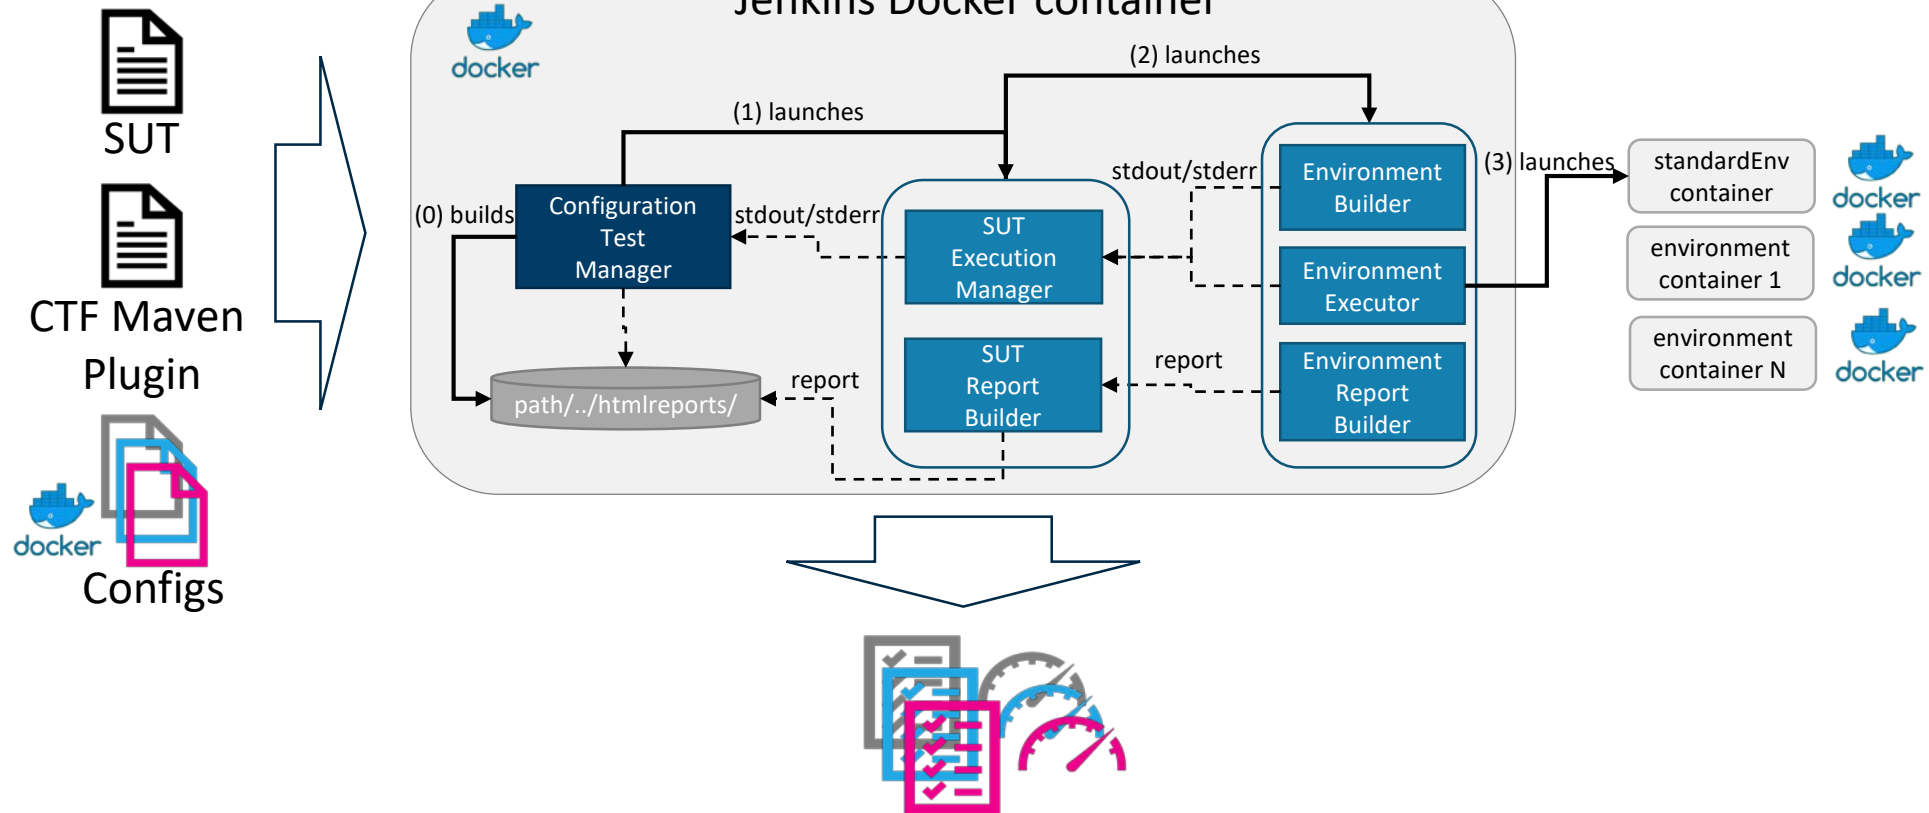 Jenkins Docker container
docker
SUT
CTF Maven
Plugin
docker
Configs
(0) builds
(1) launches
(2) launches
(3) launches
Configuration
Test
Manager
stdout/stderr
path/../htmlreports/
report
SUT
Execution
Manager
SUT
Report
Builder
stdout/stderr
report
Environment
Builder
Environment
Executor
Environment
Report
Builder
standardEnv
container
docker
environment
container 1
docker
environment
container N
docker